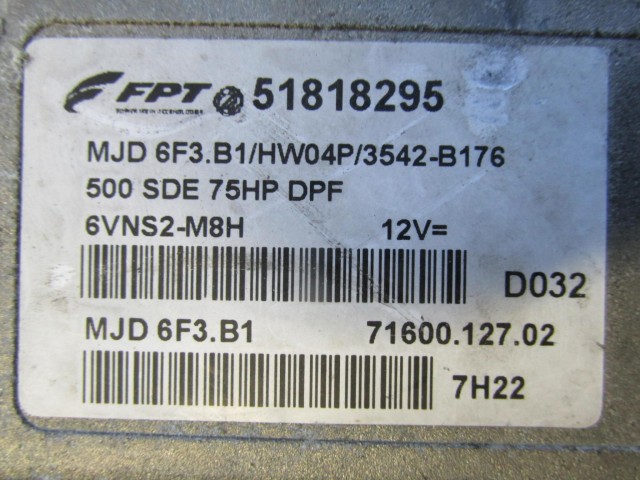 FPT 51818295
MJD 6F3.B1/HW04P/3542-B176
500 SDE 75HP DPF
6VNS2-M8H 12V=
D032
MJD 6F3.B1 71600.127.02
7H22